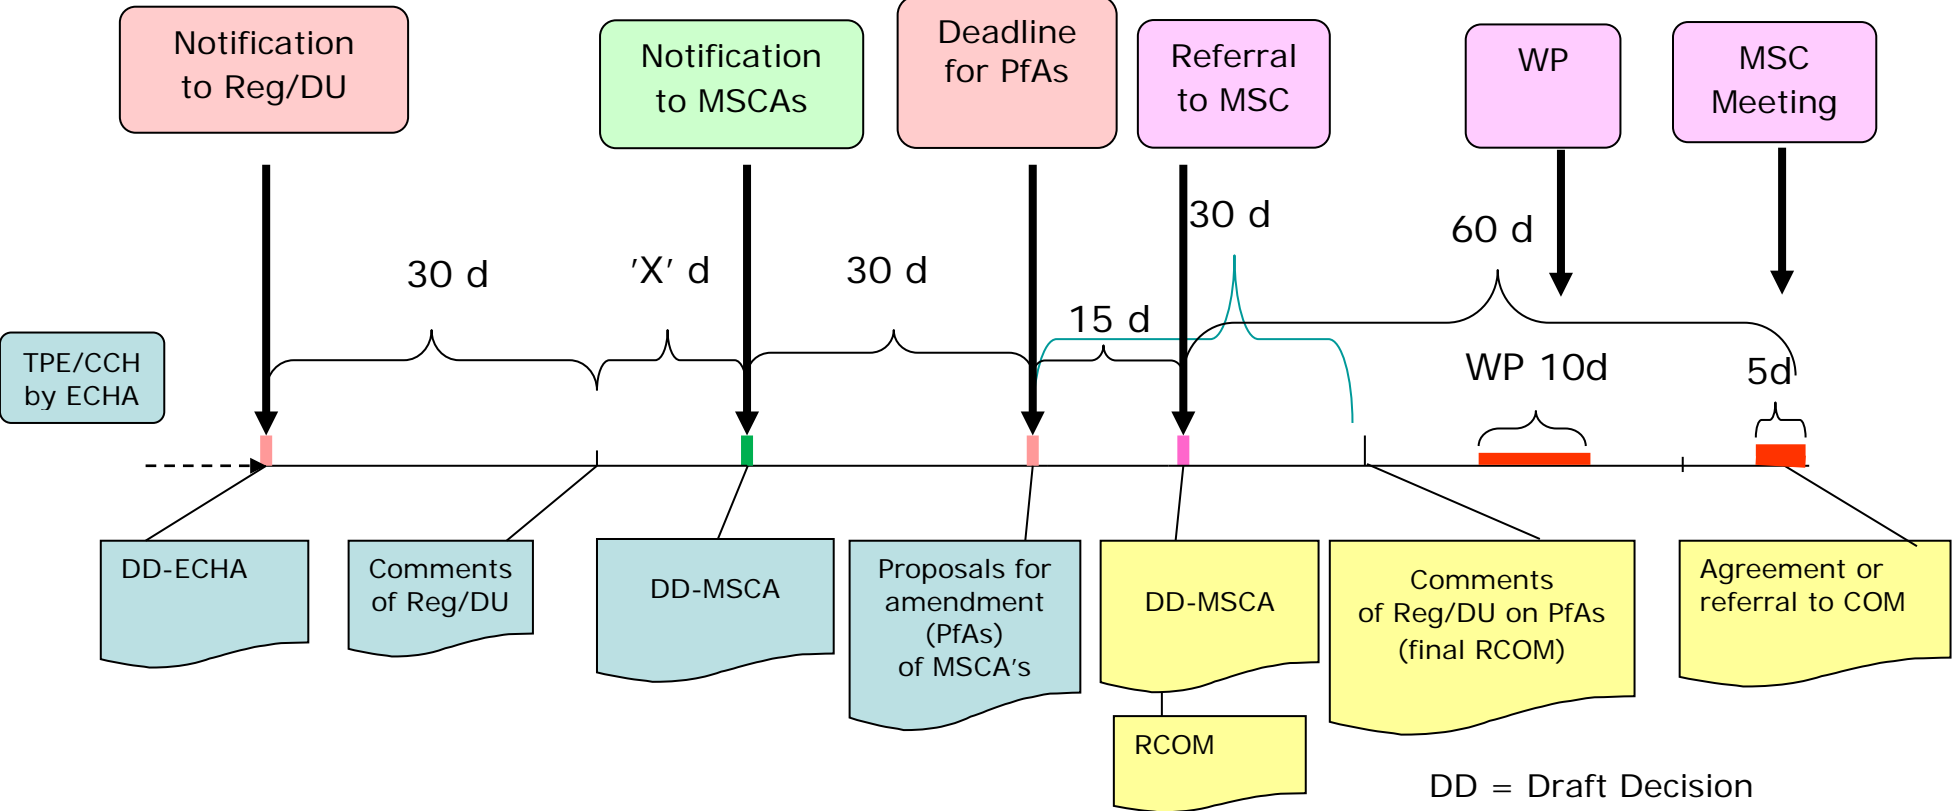 Notification
to Reg/DU
Notification
to MSCAs
Deadline
for PfAs
Referral
to MSC
WP
MSC
Meeting
30 d
'X' d
30 d
15 d
30 d
60 d
WP 10d
5d
TPE/CCH
by ECHA
DD-ECHA
Comments
of Reg/DU
DD-MSCA
Proposals for
amendment
(PfAs)
of MSCA's
DD-MSCA
RCOM
Comments
of Reg/DU on PfAs
(final RCOM)
Agreement or
referral to COM
DD = Draft Decision